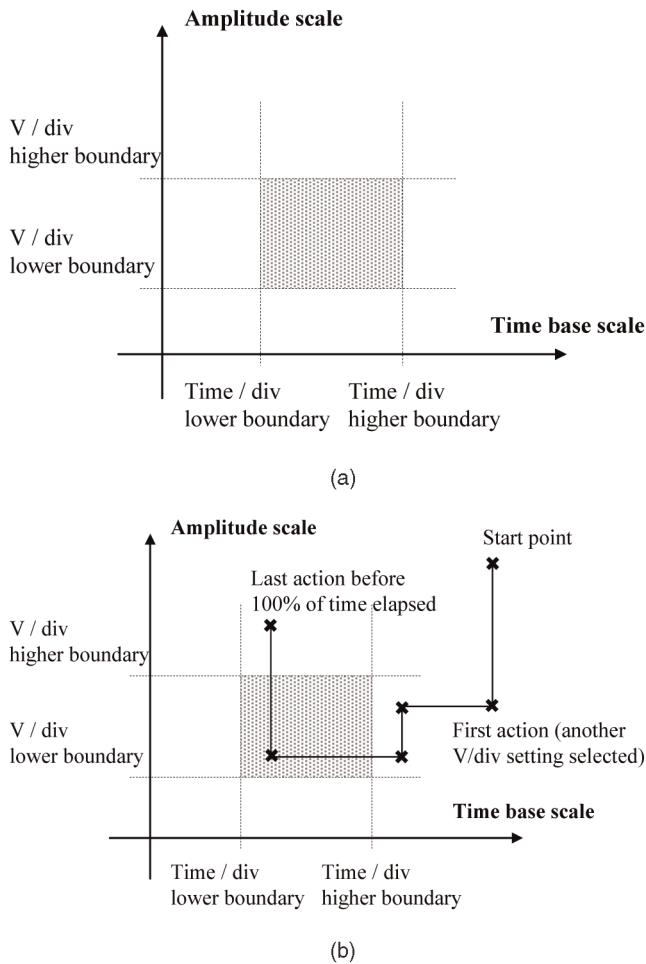 Amplitude scale
V / div
higher boundary
V / div
lower boundary
Time base scale
Time / div
lower boundary
Time / div
higher boundary
(a)
Amplitude scale
Start point
Last action before
100% of time elapsed
V / div
higher boundary
V / div
lower boundary
First action (another
V/div setting selected)
Time base scale
Time / div
lower boundary
Time / div
higher boundary
(b)